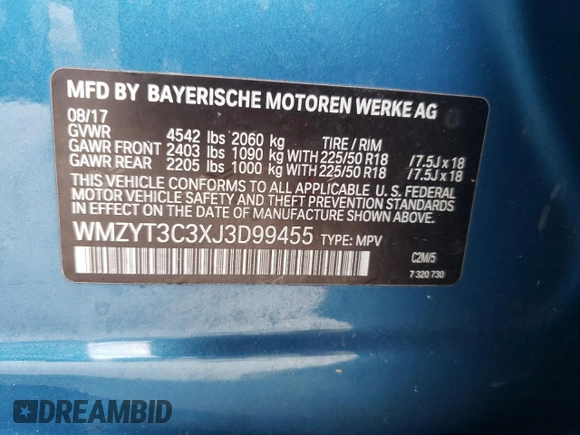 MFD BY BAYERISCHE MOTOREN WERKE AG
08/17
GVWR 4542 lbs 2060 kg TIRE / RIM
GAWR FRONT 2403 lbs 1090 kg WITH 225/50 R18 /7.5J x 18
GAWR REAR 2205 lbs 1000 kg WITH 225/50 R18 /7.5J x 18
THIS VEHICLE CONFORMS TO ALL APPLICABLE U. S. FEDERAL
MOTOR VEHICLE SAFETY, BUMPER AND THEFT PREVENTION
STANDARDS IN EFFECT ON THE DATE OF MANUFACTURE SHOWN ABOVE.
WMZYT3C3XJ3D99455 TYPE: MPV
C2M/5
7 320 730
DREAMBID